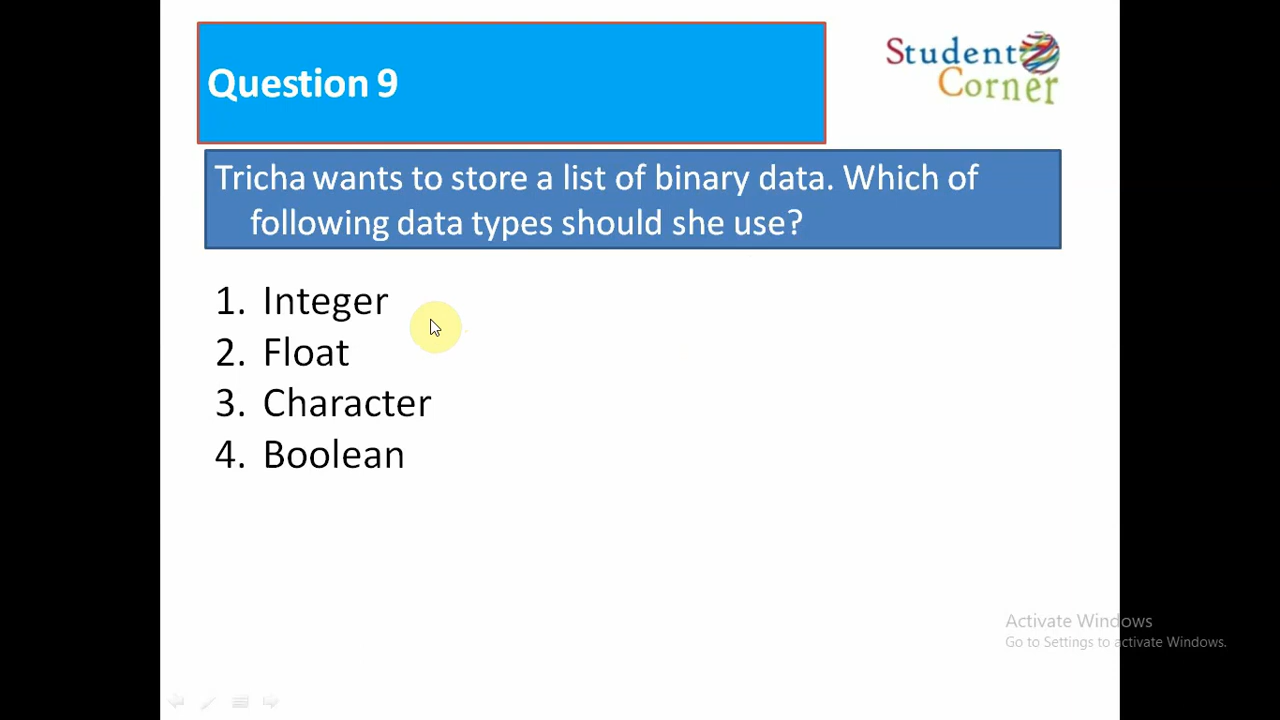 Question 9
Student
Corner
Tricha wants to store a list of binary data. Which of
following data types should she use?
1. Integer
2. Float
3. Character
4. Boolean
Activate Windows
Go to Settings to activate Windows.